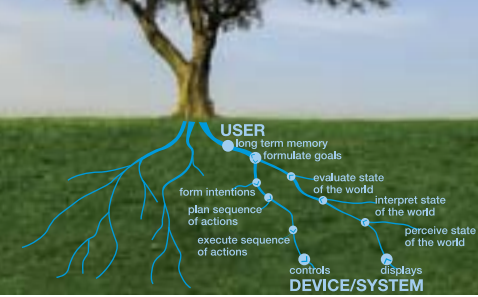 USER
long term memory
formulate goals
evaluate state
of the world
form intentions
interpret state
of the world
plan sequence
of actions
perceive state
of the world
execute sequence
of actions
controls
displays
DEVICE/SYSTEM